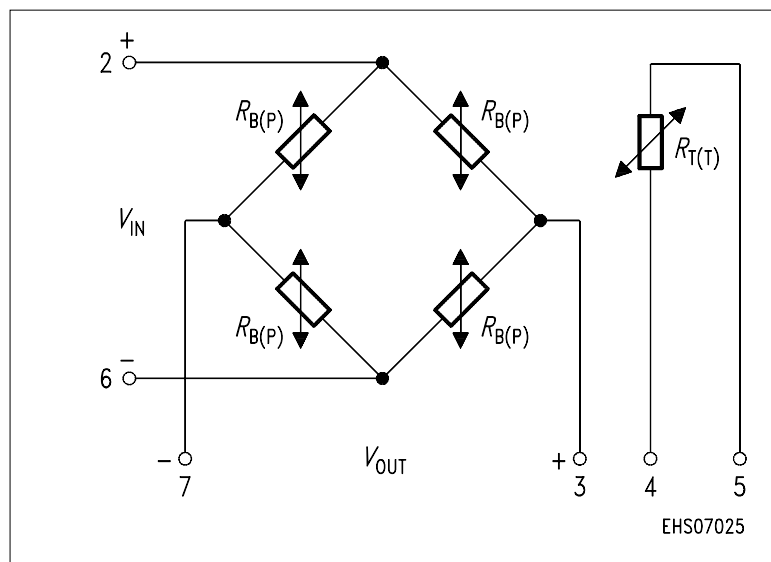 +
2
R_B(P)
R_B(P)
R_T(T)
V_IN
R_B(P)
R_B(P)
6 −
− V_OUT +
7 3 4 5
EHS07025